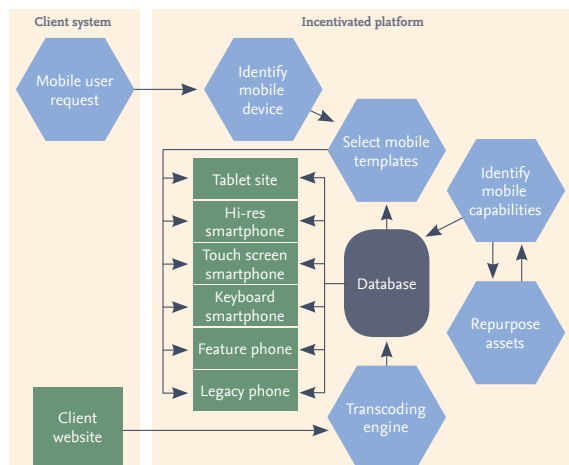 Client system
Incentivated platform
Mobile user
request
Identify
mobile
device
Select mobile
templates
Identify
mobile
capabilities
Tablet site
Hi-res
smartphone
Touch screen
smartphone
Keyboard
smartphone
Feature phone
Legacy phone
Database
Repurpose
assets
Client
website
Transcoding
engine